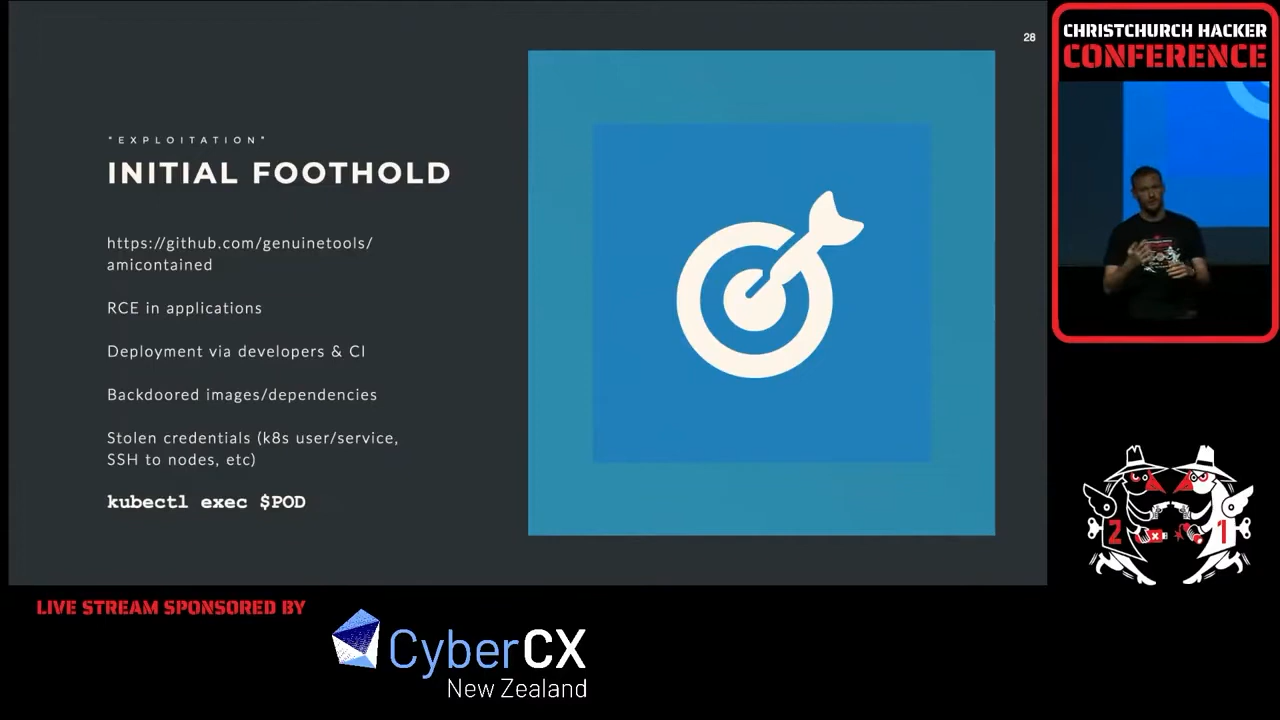 28
"EXPLOITATION"
INITIAL FOOTHOLD
https://github.com/genuinetools/
amicontained
RCE in applications
Deployment via developers & CI
Backdoored images/dependencies
Stolen credentials (k8s user/service,
SSH to nodes, etc)
kubectl exec $POD
CHRISTCHURCH HACKER
CONFERENCE
2 1
LIVE STREAM SPONSORED BY
CyberCX
New Zealand